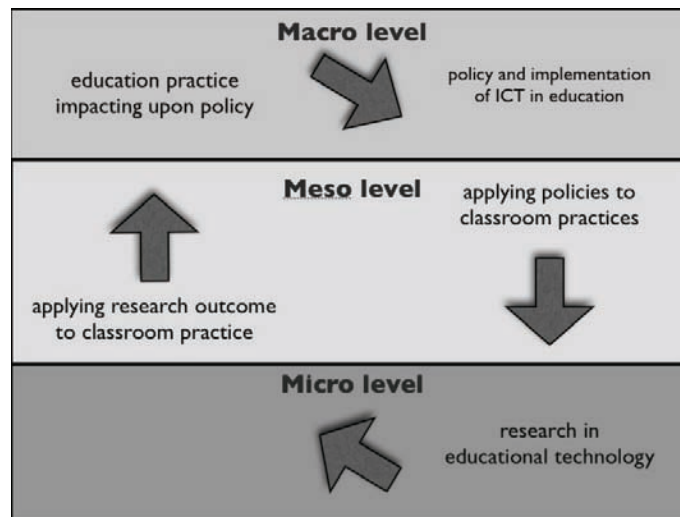 Macro level
education practice
impacting upon policy
policy and implementation
of ICT in education
Meso level
applying policies to
classroom practices
applying research outcome
to classroom practice
Micro level
research in
educational technology